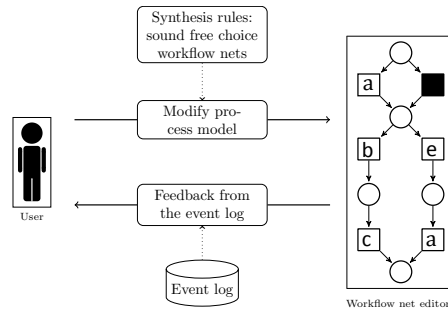 Synthesis rules:
sound free choice
workflow nets
a
Modify pro-
cess model
b
e
Feedback from
the event log
User
c
a
Event log
Workflow net editor